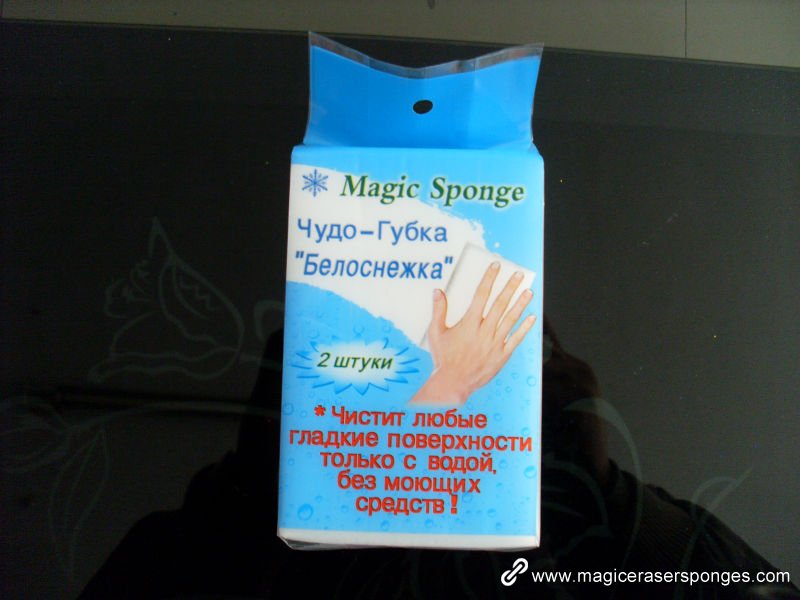 Magic Sponge
Чудо-Губка
"Белоснежка"
2 штуки
* Чистит любые
гладкие поверхности
только с водой,
без моющих
средств!
www.magicerasersponges.com